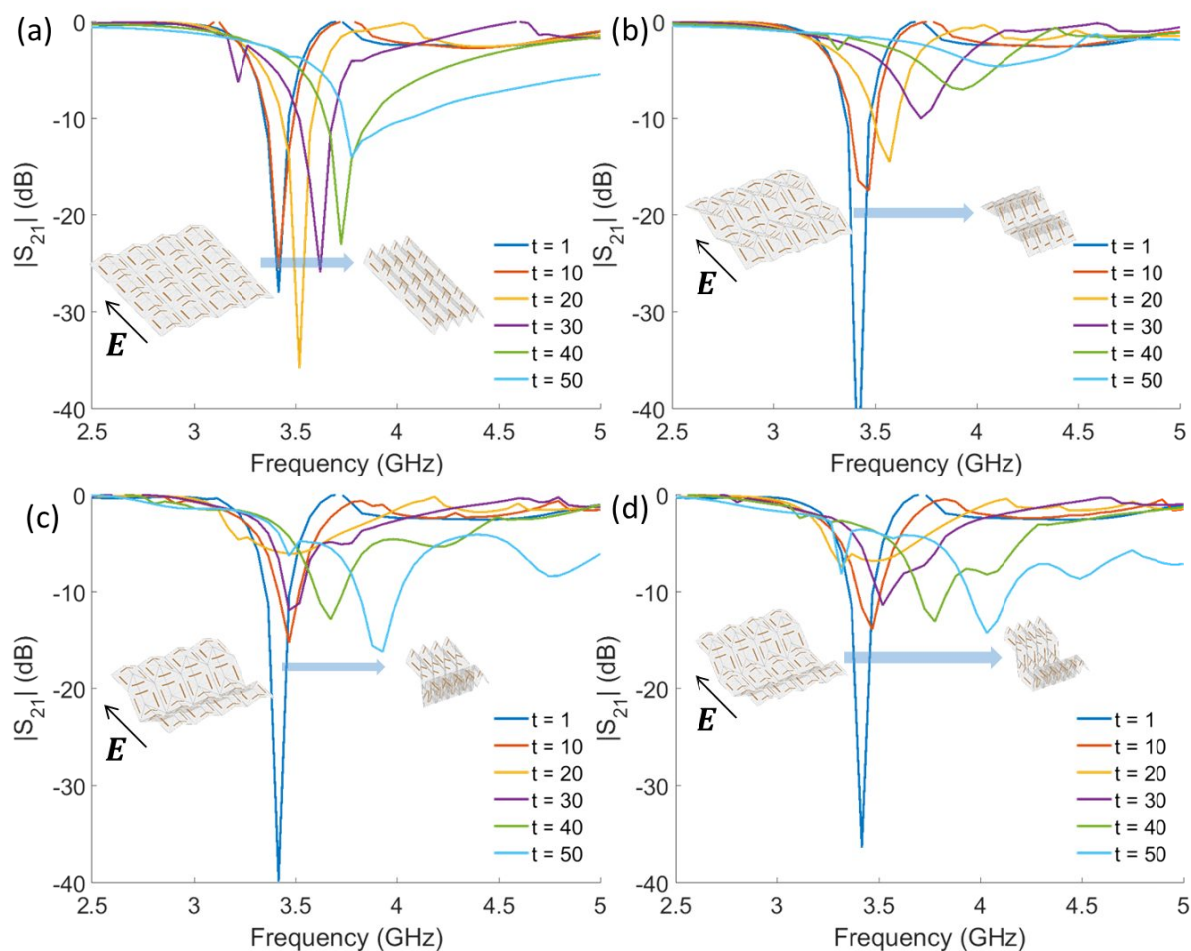 (a)
|S21| (dB)
0
-10
-20
-30
-40
E
t = 1
t = 10
t = 20
t = 30
t = 40
t = 50
2.5 3 3.5 4 4.5 5
Frequency (GHz)
(b)
|S21| (dB)
0
-10
-20
-30
-40
E
t = 1
t = 10
t = 20
t = 30
t = 40
t = 50
2.5 3 3.5 4 4.5 5
Frequency (GHz)
(c)
|S21| (dB)
0
-10
-20
-30
-40
E
t = 1
t = 10
t = 20
t = 30
t = 40
t = 50
2.5 3 3.5 4 4.5 5
Frequency (GHz)
(d)
|S21| (dB)
0
-10
-20
-30
-40
E
t = 1
t = 10
t = 20
t = 30
t = 40
t = 50
2.5 3 3.5 4 4.5 5
Frequency (GHz)